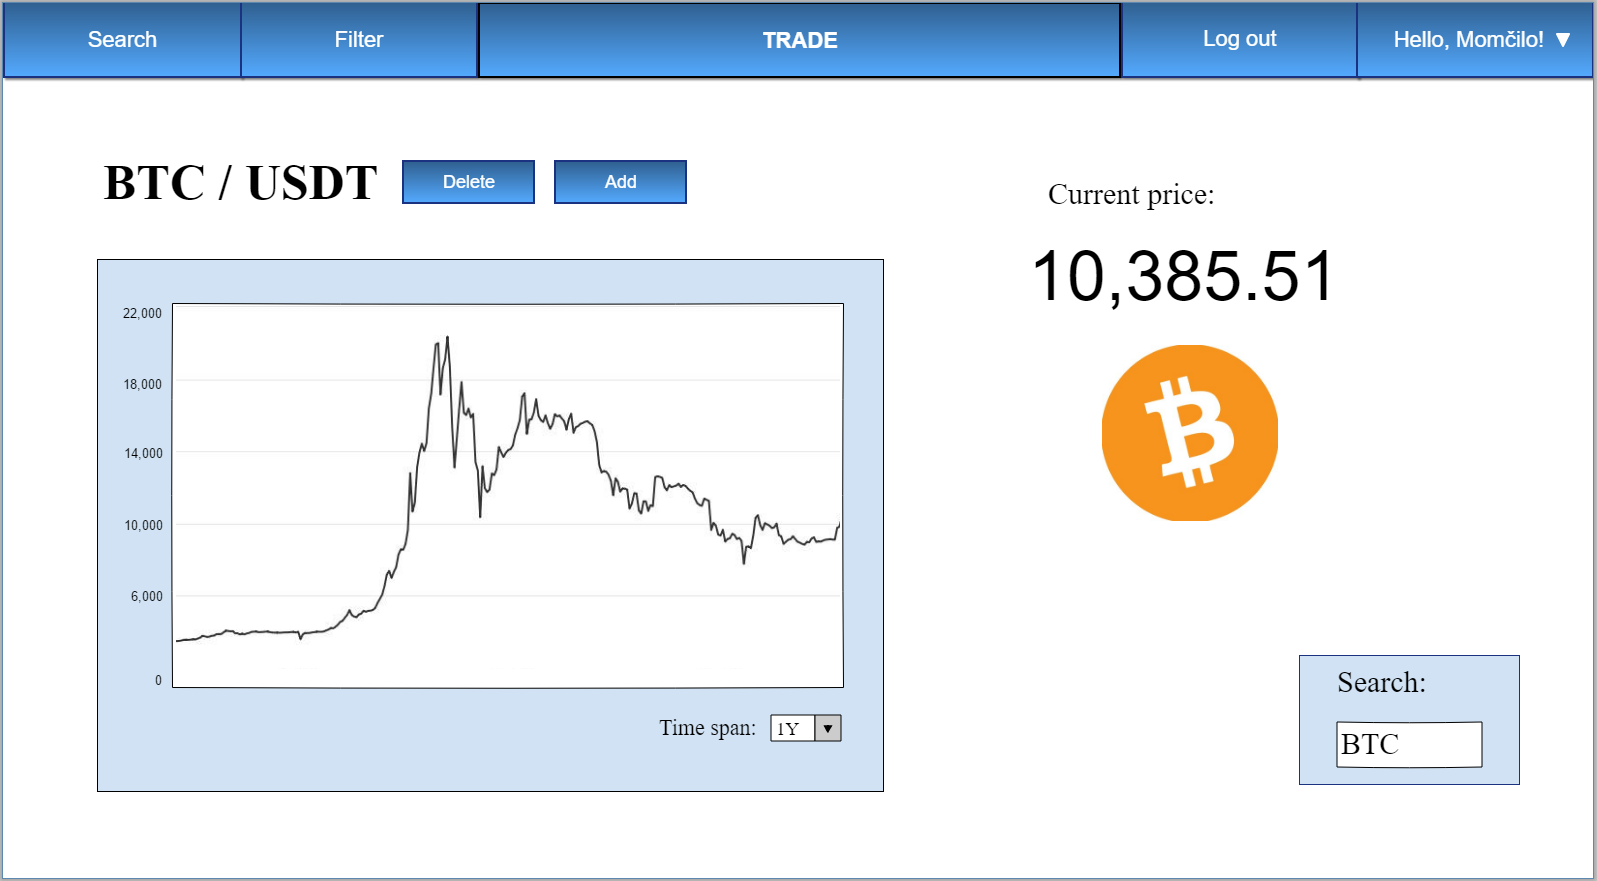 Search
Filter
TRADE
Log out
Hello, Momčilo! ▼
BTC / USDT
Delete
Add
Current price:
10,385.51
22,000
18,000
14,000
10,000
6,000
0
Time span:
1Y
Search:
BTC